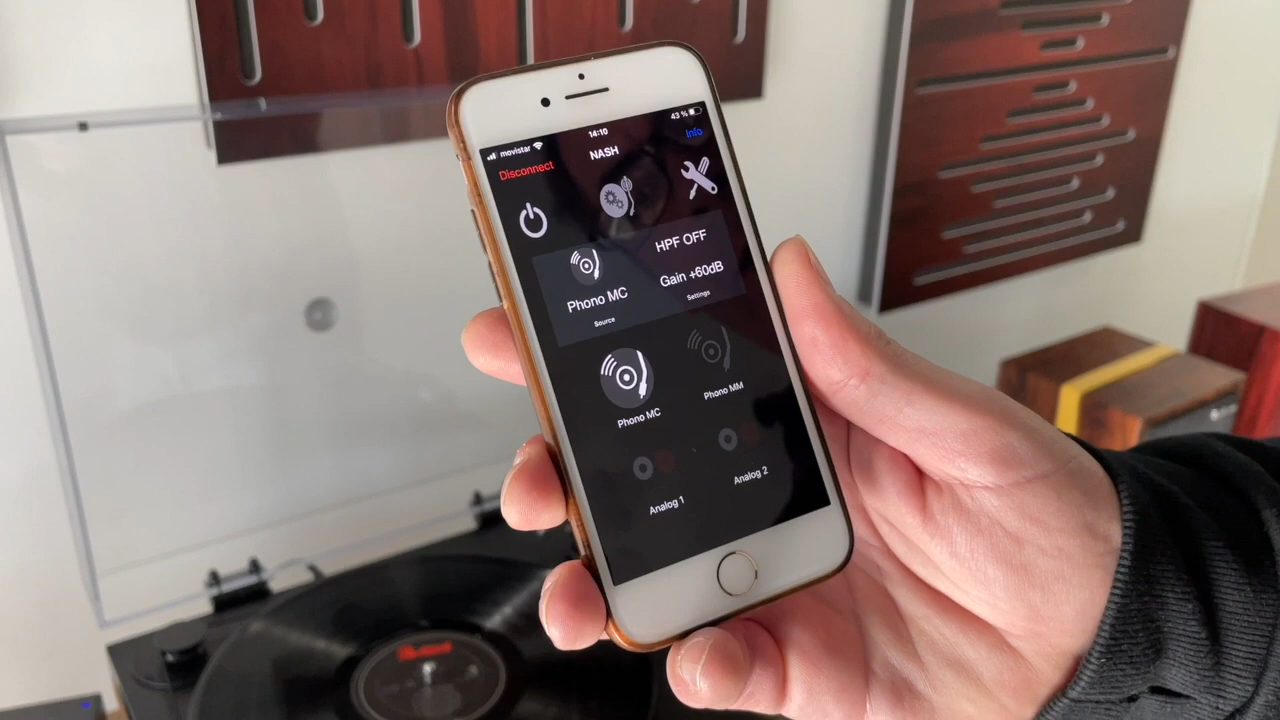 movistar
14:10
43 %
Disconnect
NASH
Info
Phono MC
Source
HPF OFF
Gain +60dB
Settings
Phono MC
Phono MM
Analog 1
Analog 2